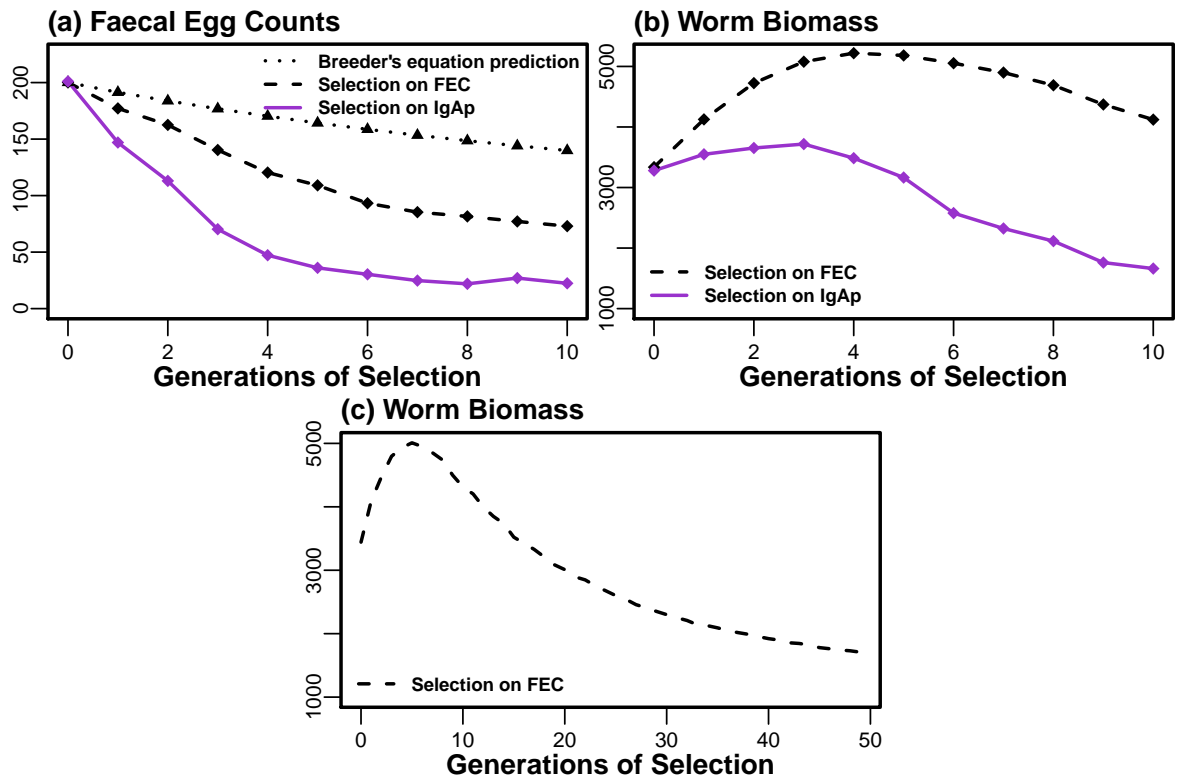 (a) Faecal Egg Counts
Breeder's equation prediction
Selection on FEC
Selection on IgAp
200
150
100
50
0
0 2 4 6 8 10
Generations of Selection
(b) Worm Biomass
5000
3000
1000
Selection on FEC
Selection on IgAp
0 2 4 6 8 10
Generations of Selection
(c) Worm Biomass
5000
3000
1000
Selection on FEC
0 10 20 30 40 50
Generations of Selection